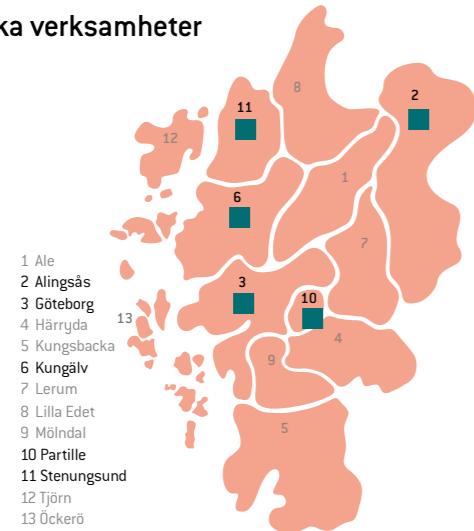 ka verksamheter
8
2
11
12
1
6
7
3
10
13
4
9
5
1 Ale
2 Alingsås
3 Göteborg
4 Härryda
5 Kungsbacka
6 Kungälv
7 Lerum
8 Lilla Edet
9 Mölndal
10 Partille
11 Stenungsund
12 Tjörn
13 Öckerö